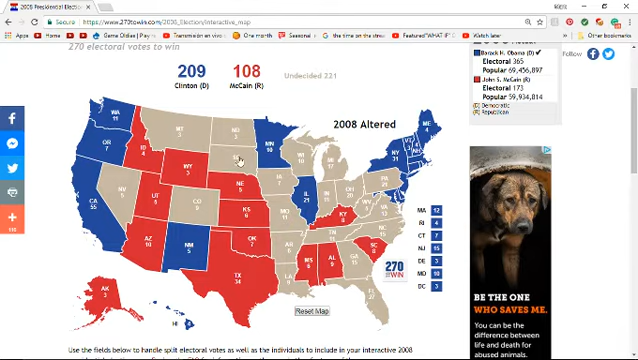 2008 Presidential Electio
Secure
https://www.270towin.com/2008_Election/interactive_map
Apps
Game Oldies | Play
Transmisión en viv
One month
Seasonal
the time on the stre
Featured"WHAT IF"
Transmisión en vivo
Watch later
Other bookmarks
270 electoral votes to win
209
Clinton (D)
108
McCain (R)
Undecided 221
Follow
Barack H. Obama (D)
Electoral 365
Popular 69,456,897
John S. McCain (R)
Electoral 173
Popular 59,934,814
(D) Democratic
(R) Republican
2008 Altered
WA
11
OR
7
CA
55
ID
4
NV
5
UT
5
AZ
10
MT
3
WY
3
CO
9
NM
5
ND
3
NE
5
KS
6
OK
7
TX
34
MN
10
IA
7
MO
11
AR
6
LA
9
WI
10
IL
21
MI
17
IN
11
OH
20
KY
8
TN
11
MS
6
AL
9
GA
15
FL
27
SC
8
NC
15
VA
13
WV
5
PA
21
NY
31
VT
3
NH
4
ME
4
AK
3
HI
4
MA 12
RI 4
CT 7
NJ 15
DE 3
MD 10
DC 3
270
TO WIN
Reset Map
BE THE ONE
WHO SAVES ME.
You can be the
difference between
life and death for
abused animals.
Use the fields below to handle split electoral votes as well as the individuals to include in your interactive 2008